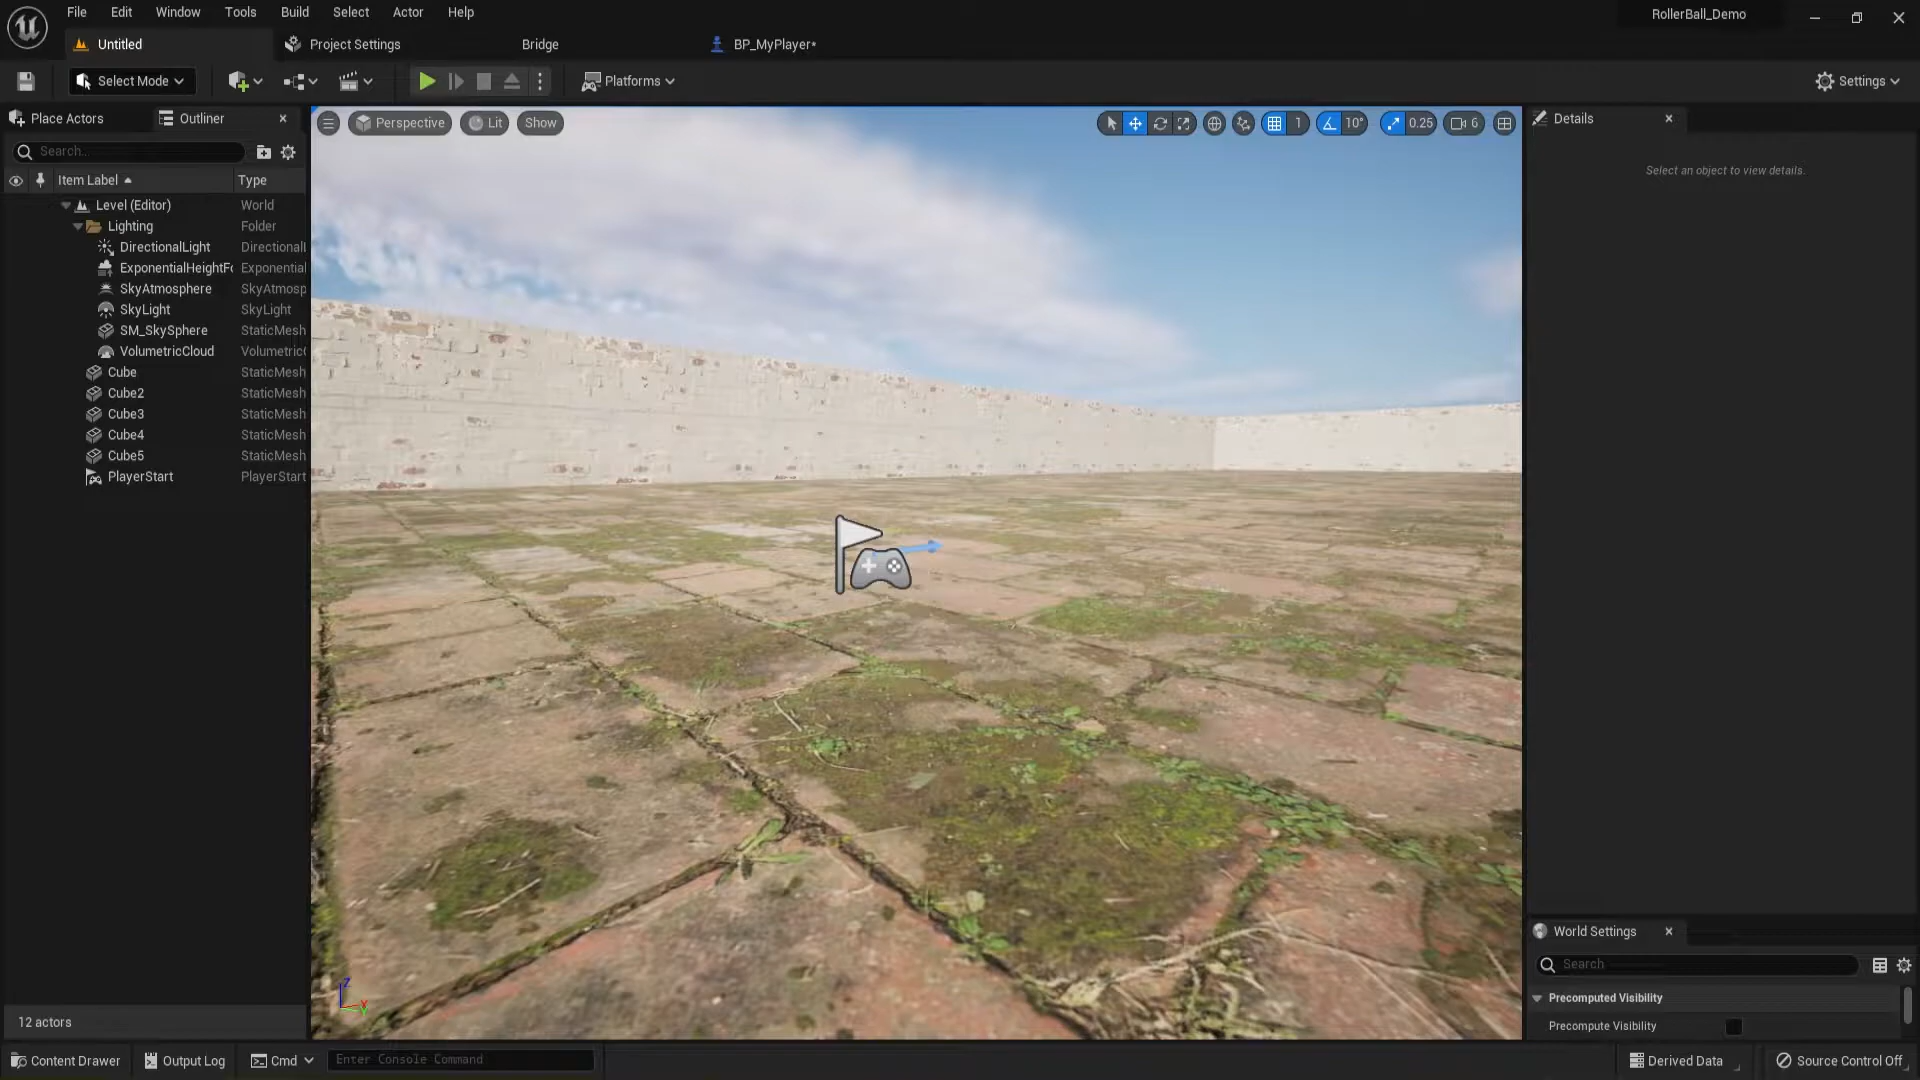 File Edit Window Tools Build Select Actor Help
RollerBall_Demo
Untitled
Project Settings
Bridge
BP_MyPlayer*
Select Mode
Platforms
Settings
Place Actors
Outliner
Search...
Item Label
Type
Level (Editor) World
Lighting Folder
DirectionalLight Directional
ExponentialHeightFo Exponential
SkyAtmosphere SkyAtmosp
SkyLight SkyLight
SM_SkySphere StaticMesh
VolumetricCloud Volumetric
Cube StaticMesh
Cube2 StaticMesh
Cube3 StaticMesh
Cube4 StaticMesh
Cube5 StaticMesh
PlayerStart PlayerStart
12 actors
Perspective
Lit
Show
1
10°
0.25
6
Z
Y
Details
Select an object to view details.
World Settings
Search
Precomputed Visibility
Precompute Visibility
Content Drawer
Output Log
Cmd
Enter Console Command
Derived Data
Source Control Off